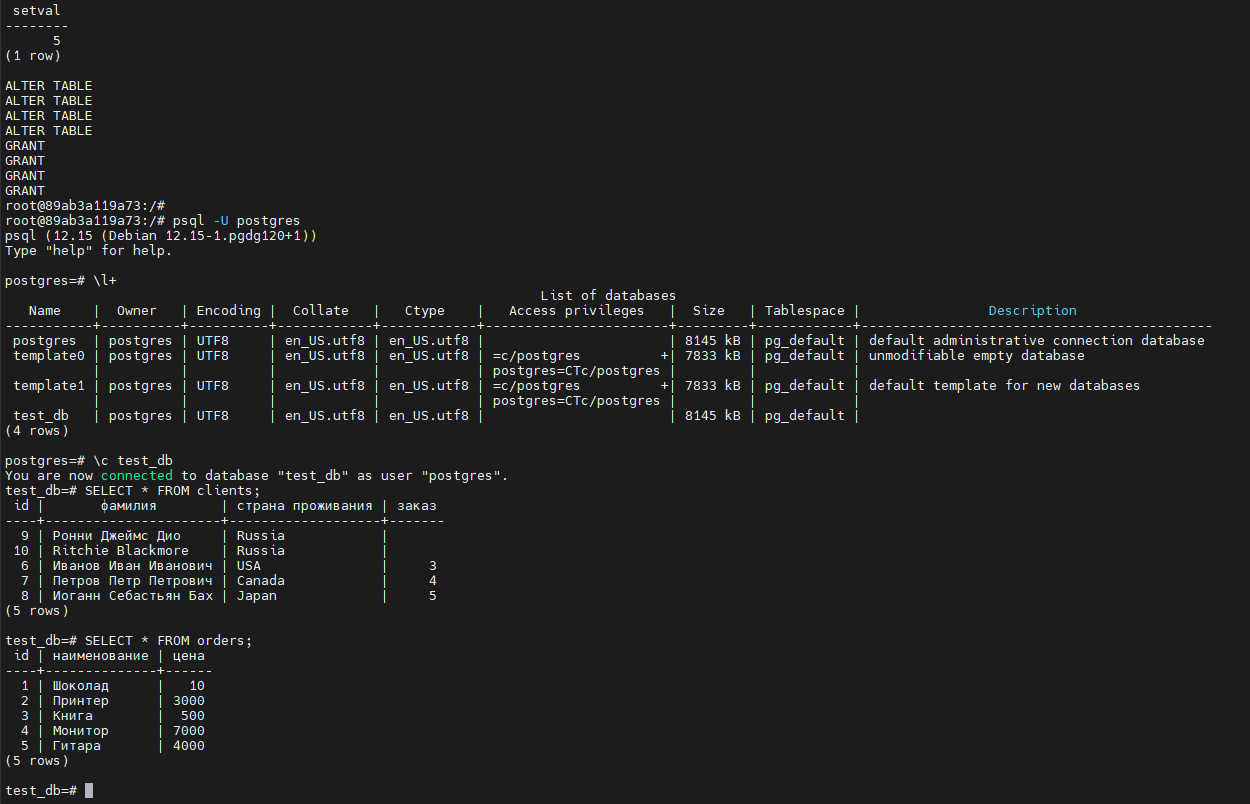 setval
--------
      5
(1 row)

ALTER TABLE
ALTER TABLE
ALTER TABLE
ALTER TABLE
GRANT
GRANT
GRANT
GRANT
root@89ab3a119a73:/#
root@89ab3a119a73:/# psql -U postgres
psql (12.15 (Debian 12.15-1.pgdg120+1))
Type "help" for help.

postgres=# \l+
                                                                   List of databases
   Name    |  Owner   | Encoding |  Collate   |   Ctype    |   Access privileges   |  Size   | Tablespace |                Description
-----------+----------+----------+------------+------------+-----------------------+---------+------------+--------------------------------------------
 postgres  | postgres | UTF8     | en_US.utf8 | en_US.utf8 |                       | 8145 kB | pg_default | default administrative connection database
 template0 | postgres | UTF8     | en_US.utf8 | en_US.utf8 | =c/postgres          +| 7833 kB | pg_default | unmodifiable empty database
           |          |          |            |            | postgres=CTc/postgres |         |            |
 template1 | postgres | UTF8     | en_US.utf8 | en_US.utf8 | =c/postgres          +| 7833 kB | pg_default | default template for new databases
           |          |          |            |            | postgres=CTc/postgres |         |            |
 test_db   | postgres | UTF8     | en_US.utf8 | en_US.utf8 |                       | 8145 kB | pg_default |
(4 rows)

postgres=# \c test_db
You are now connected to database "test_db" as user "postgres".
test_db=# SELECT * FROM clients;
 id |       фамилия        | страна проживания | заказ
----+----------------------+-------------------+-------
  9 | Ронни Джеймс Дио     | Russia            |
 10 | Ritchie Blackmore    | Russia            |
  6 | Иванов Иван Иванович | USA               |     3
  7 | Петров Петр Петрович | Canada            |     4
  8 | Иоганн Себастьян Бах | Japan             |     5
(5 rows)

test_db=# SELECT * FROM orders;
 id | наименование | цена
----+--------------+------
  1 | Шоколад      |   10
  2 | Принтер      | 3000
  3 | Книга        |  500
  4 | Монитор      | 7000
  5 | Гитара       | 4000
(5 rows)

test_db=#